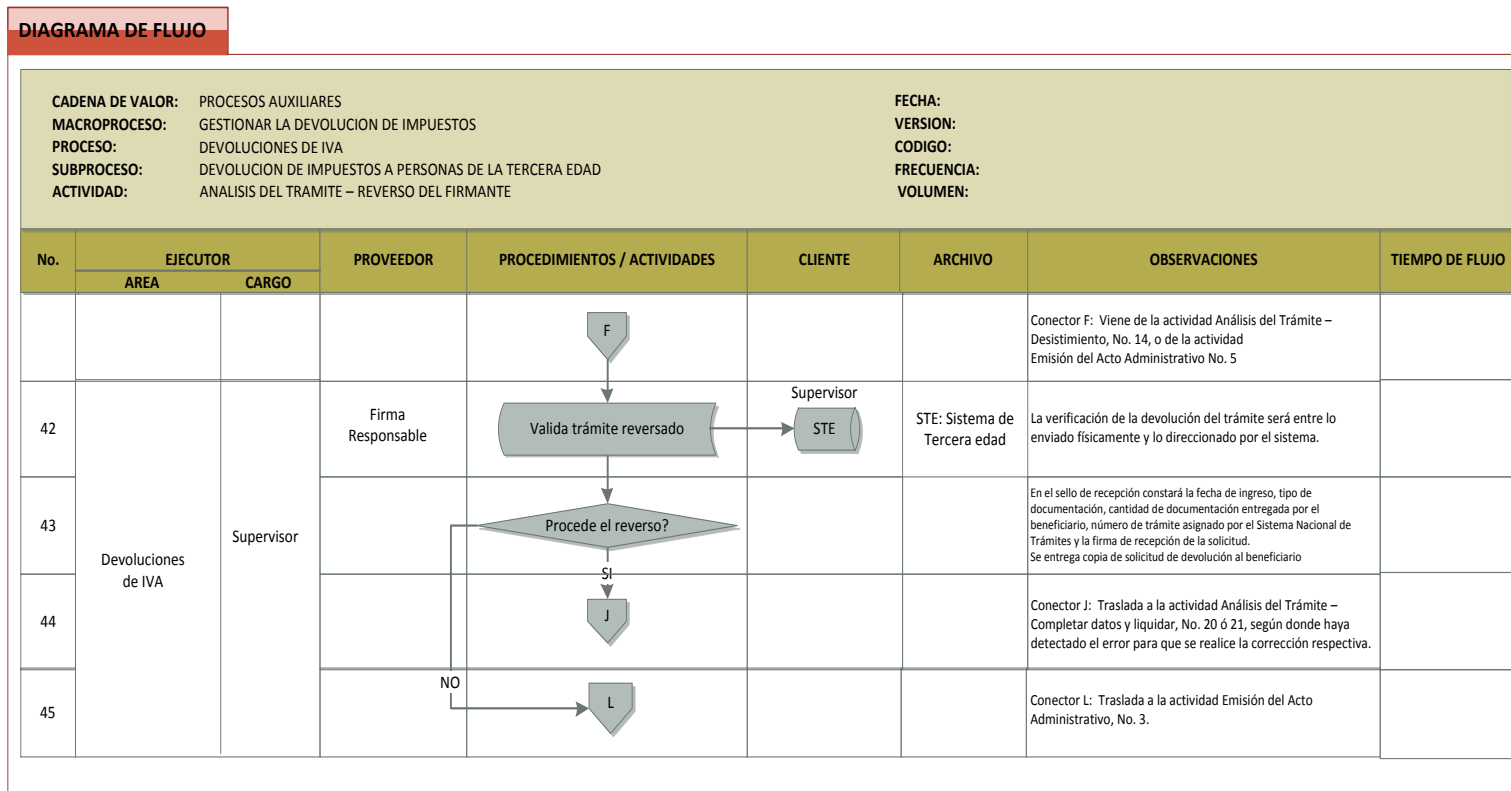 DIAGRAMA DE FLUJO
CADENA DE VALOR: PROCESOS AUXILIARES
MACROPROCESO: GESTIONAR LA DEVOLUCION DE IMPUESTOS
PROCESO: DEVOLUCIONES DE IVA
SUBPROCESO: DEVOLUCION DE IMPUESTOS A PERSONAS DE LA TERCERA EDAD
ACTIVIDAD: ANALISIS DEL TRAMITE – REVERSO DEL FIRMANTE
FECHA:
VERSION:
CODIGO:
FRECUENCIA:
VOLUMEN:
No.
EJECUTOR
AREA
CARGO
PROVEEDOR
PROCEDIMIENTOS / ACTIVIDADES
CLIENTE
ARCHIVO
OBSERVACIONES
TIEMPO DE FLUJO
F
Conector F: Viene de la actividad Análisis del Trámite –
Desistimiento, No. 14, o de la actividad
Emisión del Acto Administrativo No. 5
42
Devoluciones
de IVA
Supervisor
Firma
Responsable
Valida trámite reversado
Supervisor
STE
STE: Sistema de
Tercera edad
La verificación de la devolución del trámite será entre lo
enviado físicamente y lo direccionado por el sistema.
43
Procede el reverso?
En el sello de recepción constará la fecha de ingreso, tipo de
documentación, cantidad de documentación entregada por el
beneficiario, número de trámite asignado por el Sistema Nacional de
Trámites y la firma de recepción de la solicitud.
Se entrega copia de solicitud de devolución al beneficiario
SI
44
J
Conector J: Traslada a la actividad Análisis del Trámite –
Completar datos y liquidar, No. 20 ó 21, según donde haya
detectado el error para que se realice la corrección respectiva.
NO
45
L
Conector L: Traslada a la actividad Emisión del Acto
Administrativo, No. 3.